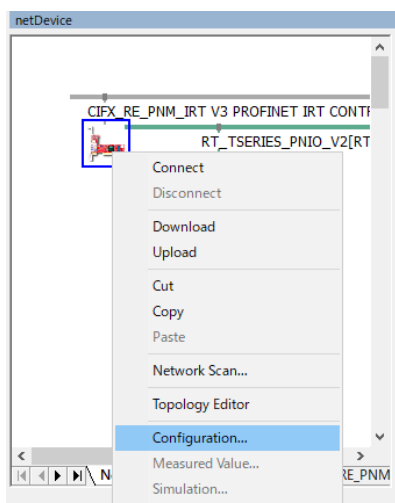 netDevice
CIFX_RE_PNM_IRT V3 PROFINET IRT CONT
RT_TSERIES_PNIO_V2[RT
Connect
Disconnect
Download
Upload
Cut
Copy
Paste
Network Scan...
Topology Editor
Configuration...
Measured Value...
Simulation...
N
RE_PNM